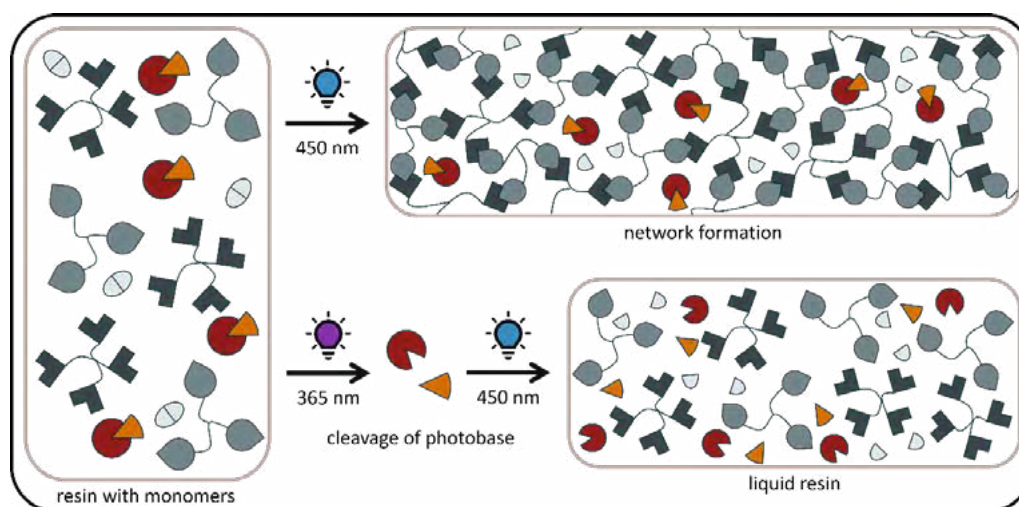 450 nm
network formation
365 nm
450 nm
cleavage of photobase
liquid resin
resin with monomers